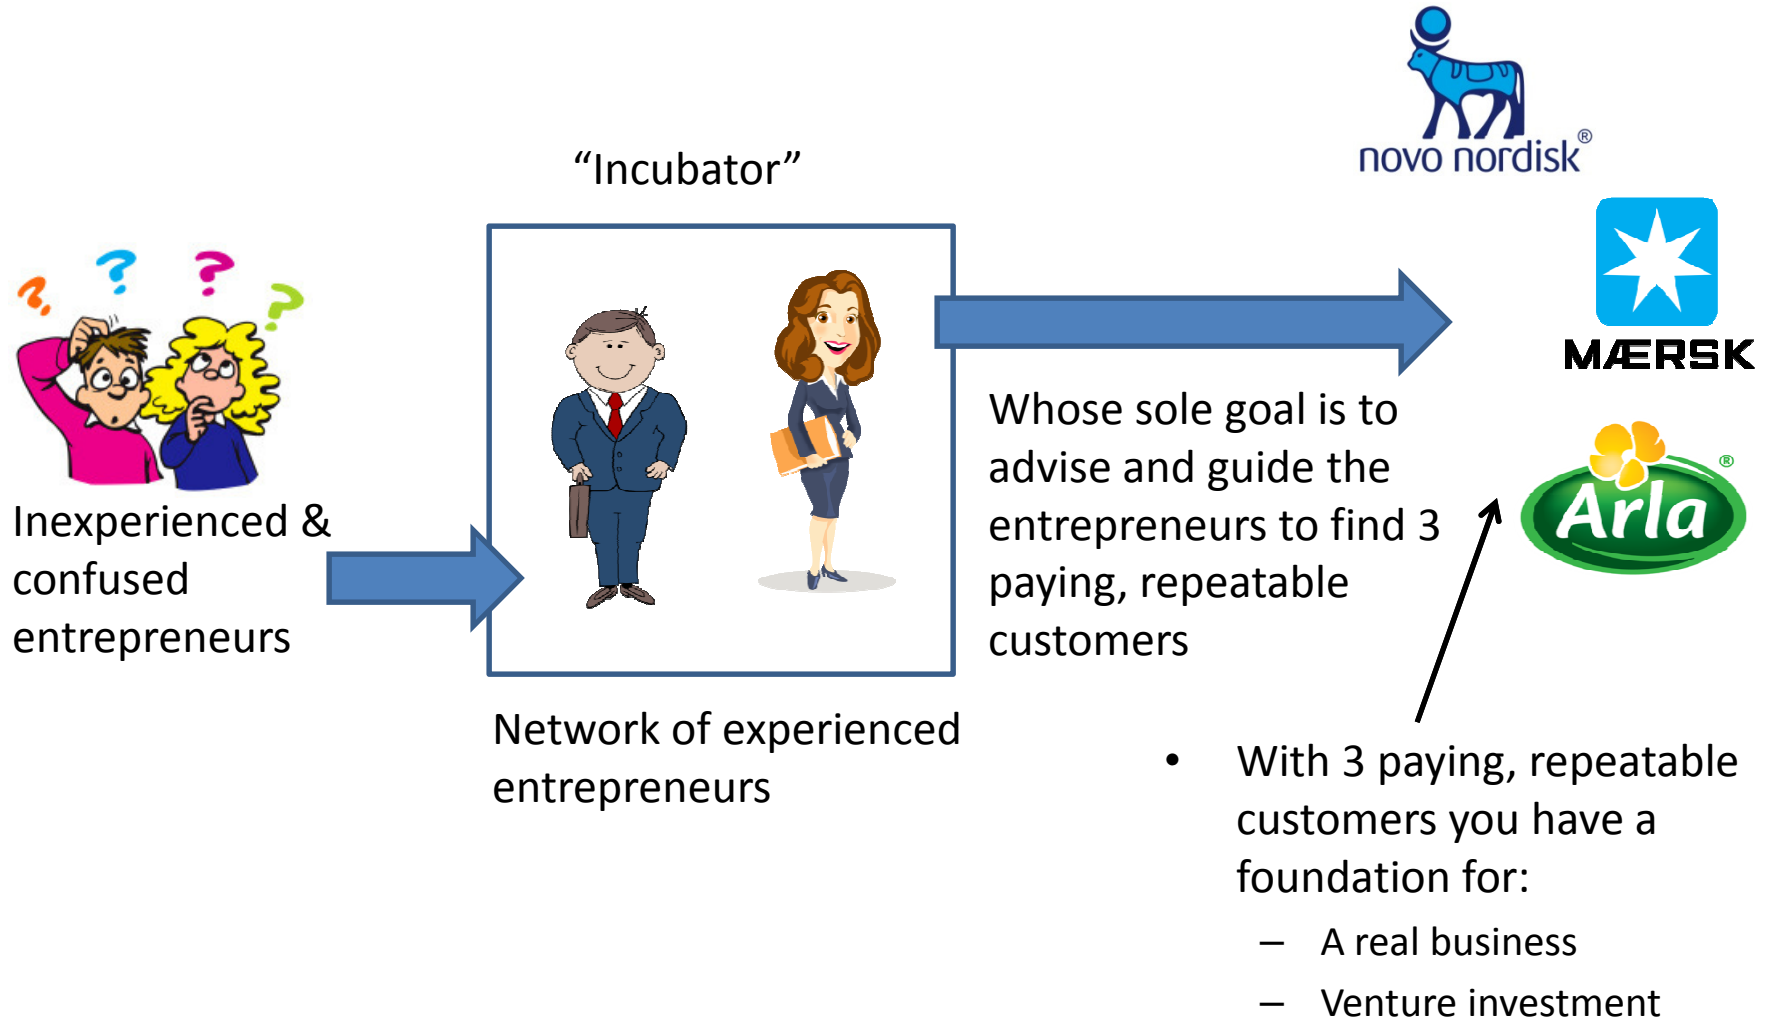 novo nordisk®
“Incubator”
MÆRSK
? ? ? ?
Whose sole goal is to
advise and guide the
entrepreneurs to find 3
paying, repeatable
customers
Arla®
Inexperienced &
confused
entrepreneurs
Network of experienced
entrepreneurs
• With 3 paying, repeatable
customers you have a
foundation for:
– A real business
– Venture investment